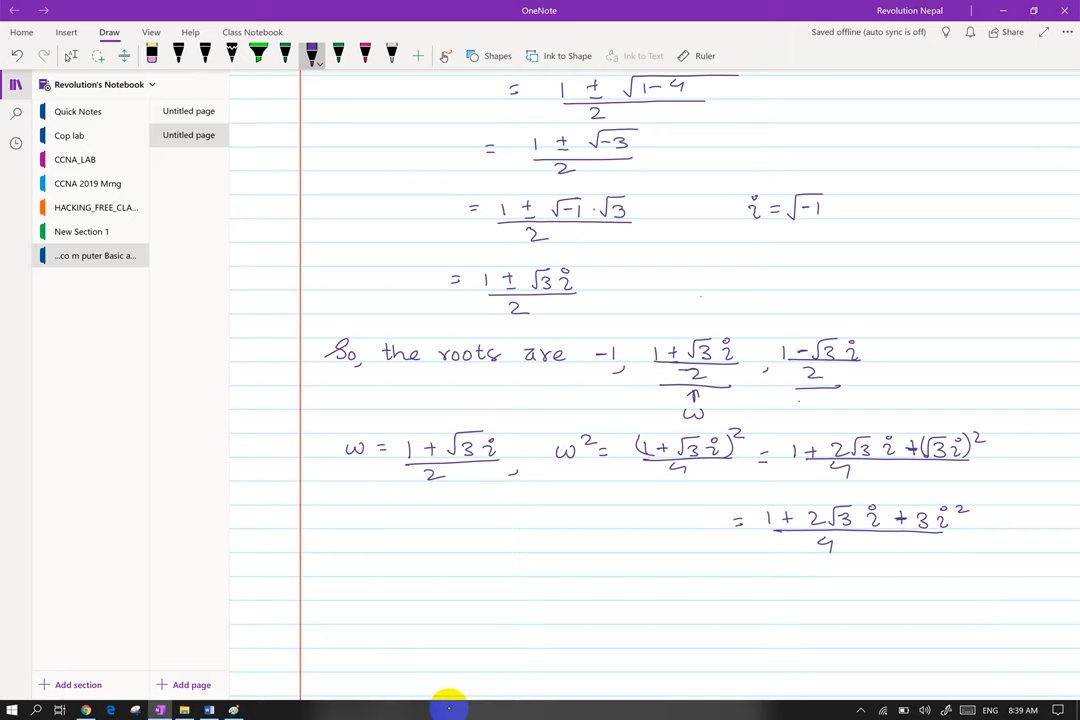 OneNote
Revolution Nepal
Home Insert Draw View Help Class Notebook
Saved offline (auto sync is off) Share
Shapes Ink to Shape Ink to Text Ruler
Revolution's Notebook
Quick Notes
Cop lab
CCNA_LAB
CCNA 2019 Mrng
HACKING_FREE_CLA...
New Section 1
...co m puter Basic a...
Untitled page
Untitled page
= (1 ± √(1-4))/2
= (1 ± √-3)/2
= (1 ± √-1 · √3)/2 i = √-1
= (1 ± √3 i)/2
So, the roots are -1, (1+√3 i)/2, (1-√3 i)/2
↑
ω
ω = (1 + √3 i)/2, ω² = (1+√3 i)²/4 = (1 + 2√3 i + (√3i)²)/4
= (1 + 2√3 i + 3i²)/4
Add section
Add page
ENG 8:39 AM